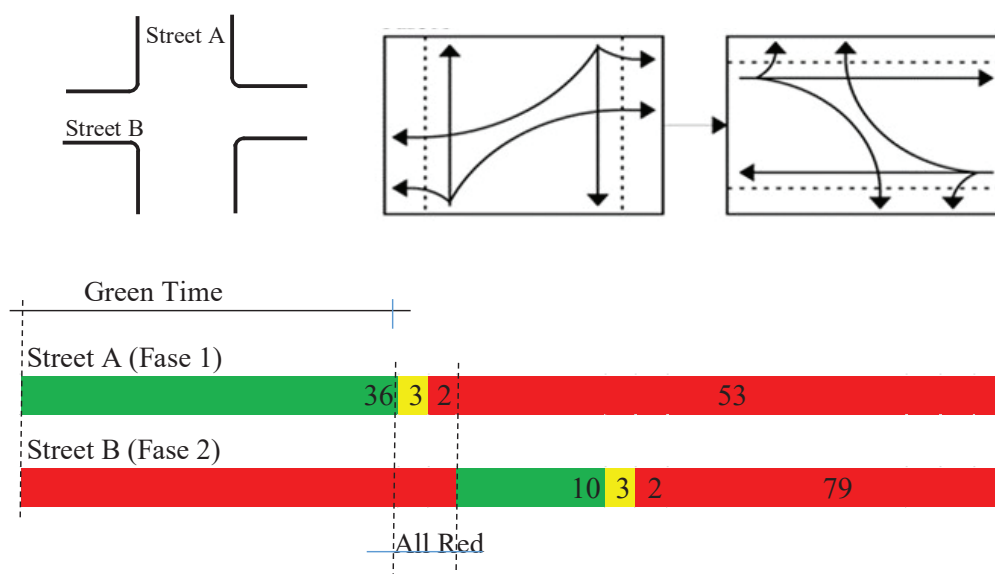 Street A
Street B
Green Time
Street A (Fase 1)
36 3 2 53
Street B (Fase 2)
10 3 2 79
All Red